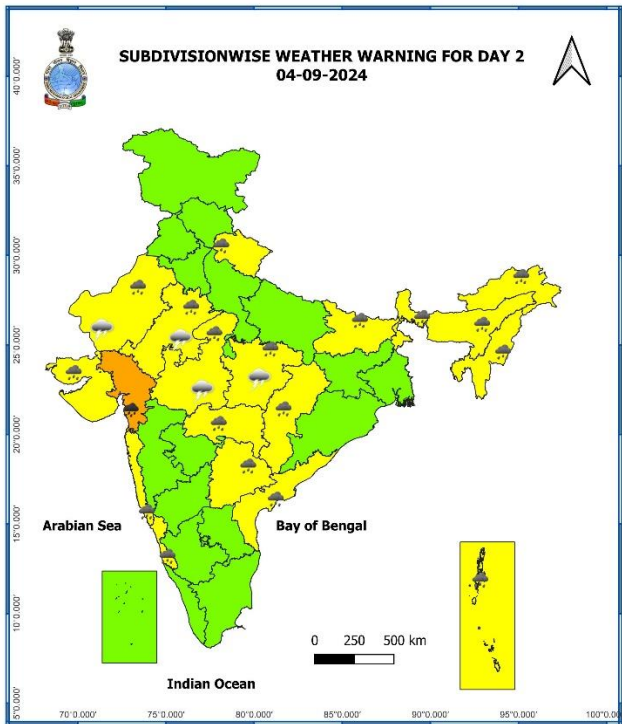 SUBDIVISIONWISE WEATHER WARNING FOR DAY 2
04-09-2024
40°0.000'
35°0.000'
30°0.000'
25°0.000'
20°0.000'
15°0.000'
10°0.000'
5°0.000'
Arabian Sea
Bay of Bengal
0 250 500 km
Indian Ocean
70°0.000' 75°0.000' 80°0.000' 85°0.000' 90°0.000' 95°0.000' 100°0.0